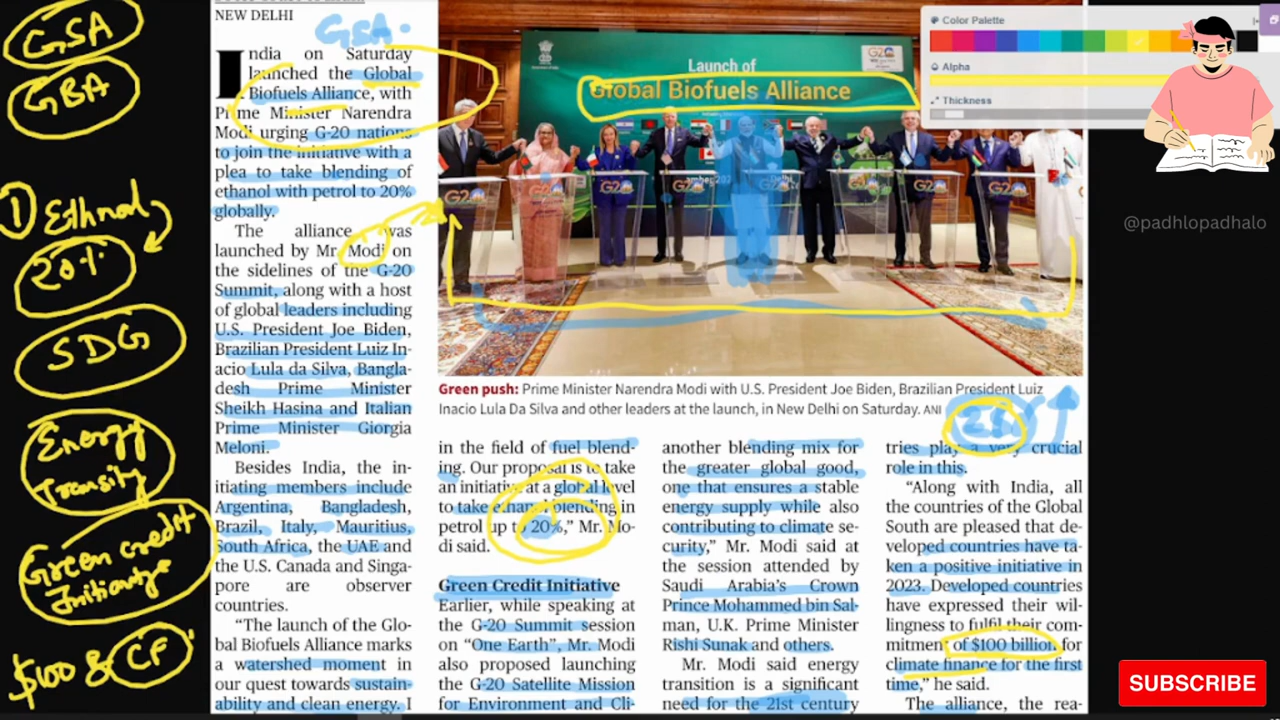 GSA
GBA
① Ethnol
20%
SDG
Energy
Transity
Green credit
Initiative
$100 & CF
NEW DELHI
GSA.
India on Saturday
launched the Global
Biofuels Alliance, with
Prime Minister Narendra
Modi urging G-20 nations
to join the initiative with a
plea to take blending of
ethanol with petrol to 20%
globally.
The alliance was
launched by Mr. Modi on
the sidelines of the G-20
Summit, along with a host
of global leaders including
U.S. President Joe Biden,
Brazilian President Luiz In-
acio Lula da Silva, Bangla-
desh Prime Minister
Sheikh Hasina and Italian
Prime Minister Giorgia
Meloni.
Besides India, the in-
itiating members include
Argentina, Bangladesh,
Brazil, Italy, Mauritius,
South Africa, the UAE and
the U.S. Canada and Singa-
pore are observer
countries.
“The launch of the Glo-
bal Biofuels Alliance marks
a watershed moment in
our quest towards sustain-
ability and clean energy. I
Launch of
Global Biofuels Alliance
G20
G20
G20
G20
G20
G20
Green push: Prime Minister Narendra Modi with U.S. President Joe Biden, Brazilian President Luiz
Inacio Lula Da Silva and other leaders at the launch, in New Delhi on Saturday. ANI
in the field of fuel blend-
ing. Our proposal is to take
an initiative at a global level
to take ethanol blending in
petrol up to 20%,” Mr. Mo-
di said.
Green Credit Initiative
Earlier, while speaking at
the G-20 Summit session
on “One Earth”, Mr. Modi
also proposed launching
the G-20 Satellite Mission
for Environment and Cli-
another blending mix for
the greater global good,
one that ensures a stable
energy supply while also
contributing to climate se-
curity,” Mr. Modi said at
the session attended by
Saudi Arabia’s Crown
Prince Mohammed bin Sal-
man, U.K. Prime Minister
Rishi Sunak and others.
Mr. Modi said energy
transition is a significant
need for the 21st century
tries play a very crucial
role in this.
“Along with India, all
the countries of the Global
South are pleased that de-
veloped countries have ta-
ken a positive initiative in
2023. Developed countries
have expressed their wil-
lingness to fulfil their com-
mitment of $100 billion for
climate finance for the first
time,” he said.
The alliance, the rea-
Color Palette
Alpha
Thickness
@padhlopadhalo
SUBSCRIBE